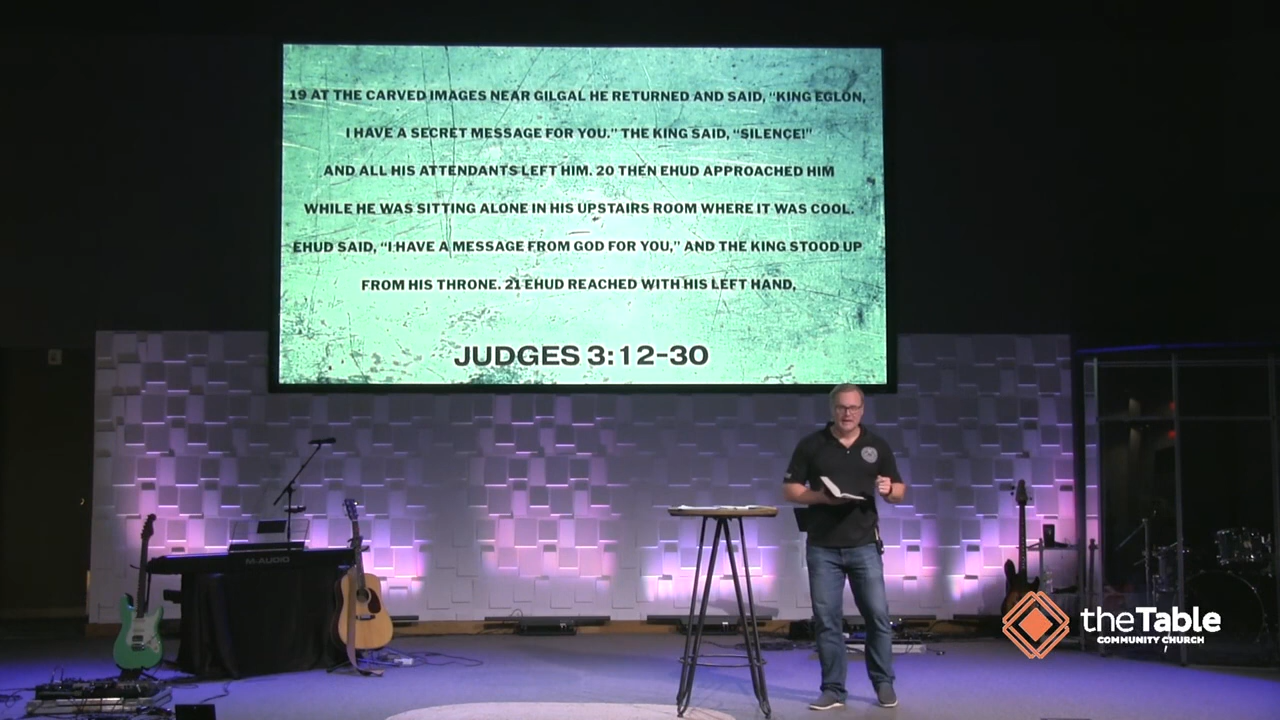 19 AT THE CARVED IMAGES NEAR GILGAL HE RETURNED AND SAID, “KING EGLON,
I HAVE A SECRET MESSAGE FOR YOU.” THE KING SAID, “SILENCE!”
AND ALL HIS ATTENDANTS LEFT HIM. 20 THEN EHUD APPROACHED HIM
WHILE HE WAS SITTING ALONE IN HIS UPSTAIRS ROOM WHERE IT WAS COOL.
EHUD SAID, “I HAVE A MESSAGE FROM GOD FOR YOU,” AND THE KING STOOD UP
FROM HIS THRONE. 21 EHUD REACHED WITH HIS LEFT HAND,
JUDGES 3:12-30
M-AUDIO
theTable
COMMUNITY CHURCH